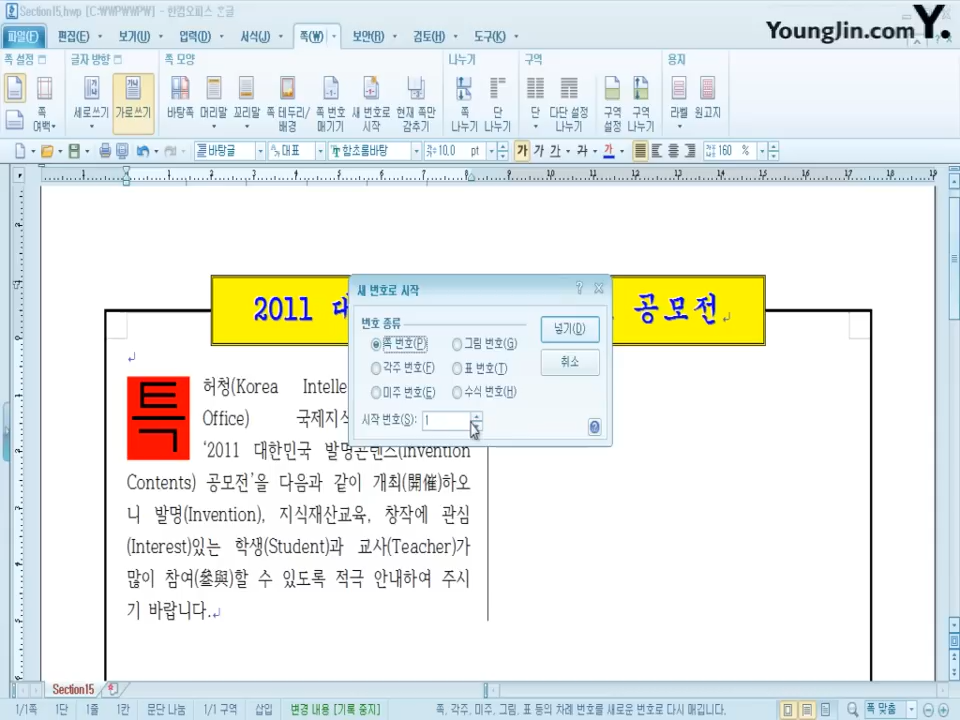 Section15.hwp [C:₩WPWWPW] - 한컴오피스 한글
YoungJin.com Y.
파일(F) 편집(E) 보기(U) 입력(D) 서식(J) 쪽(W) 보안(B) 검토(H) 도구(K)
쪽 설정 글자 방향 쪽 모양 나누기 구역 용지
쪽 여백 세로쓰기 가로쓰기 바탕쪽 머리말 꼬리말 쪽 테두리/배경 쪽 번호 매기기 새 번호로 시작 현재 쪽만 감추기 쪽 나누기 단 나누기 단 다단 설정 나누기 구역 설정 구역 나누기 라벨 원고지
바탕글 대표 함초롬바탕 10.0 pt 가 가 가 가 가 160 %
2011 대 공모전
새 번호로 시작
번호 종류
쪽 번호(P) 그림 번호(G) 넣기(D)
각주 번호(F) 표 번호(T) 취소
미주 번호(E) 수식 번호(H)
시작 번호(S): 1
특
허청(Korea Intelle
Office) 국제지식
‘2011 대한민국 발명콘텐츠(Invention
Contents) 공모전’을 다음과 같이 개최(開催)하오
니 발명(Invention), 지식재산교육, 창작에 관심
(Interest)있는 학생(Student)과 교사(Teacher)가
많이 참여(參與)할 수 있도록 적극 안내하여 주시
기 바랍니다.
Section15
1/1쪽 1단 1줄 1칸 문단 나눔 1/1 구역 삽입 변경 내용 [기록 중지] 쪽, 각주, 미주, 그림, 표 등의 차례 번호를 새로운 번호로 다시 매깁니다. 폭 맞춤